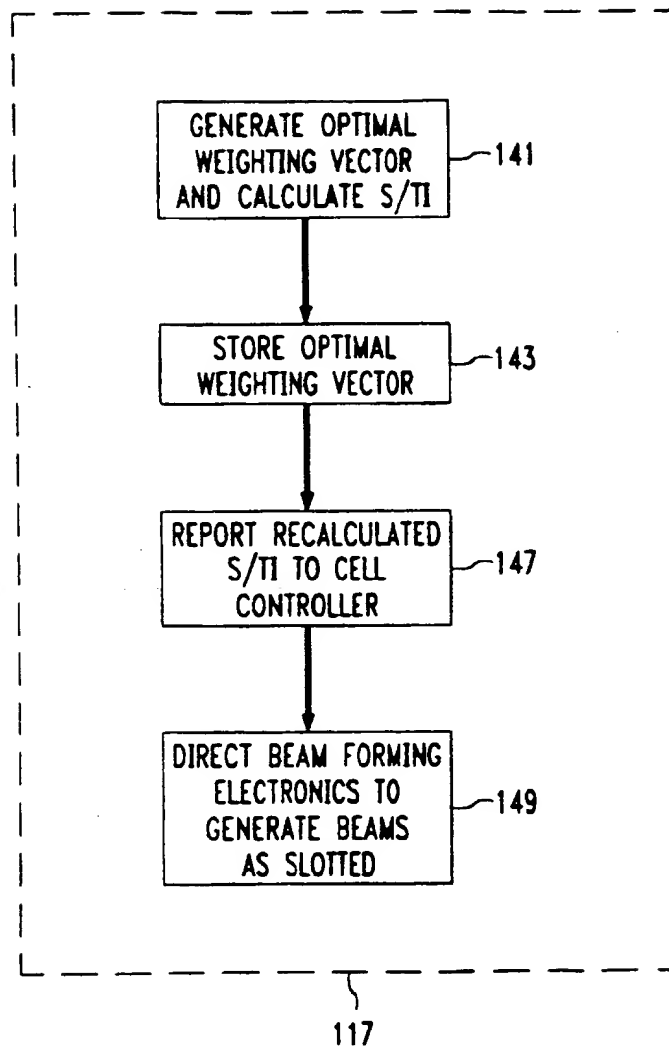 GENERATE OPTIMAL
WEIGHTING VECTOR
AND CALCULATE S/TI
141
STORE OPTIMAL
WEIGHTING VECTOR
143
REPORT RECALCULATED
S/TI TO CELL
CONTROLLER
147
DIRECT BEAM FORMING
ELECTRONICS TO
GENERATE BEAMS
AS SLOTTED
149
117